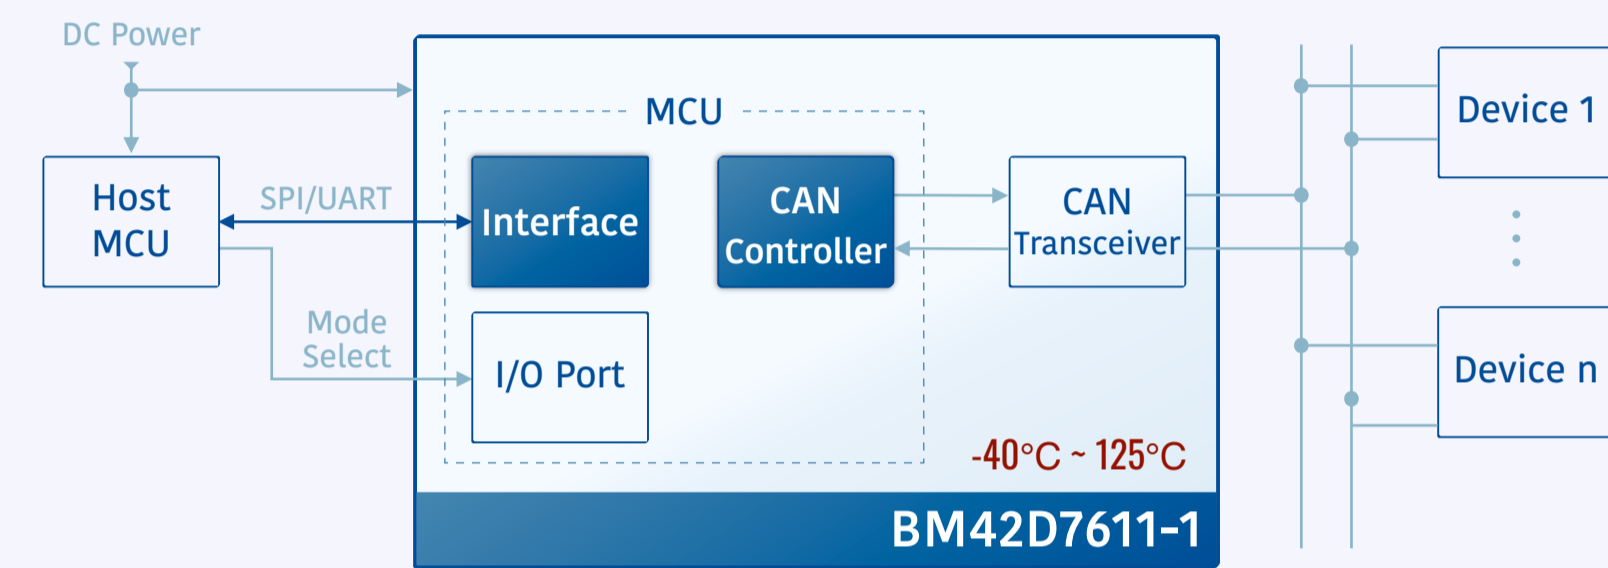 DC Power
MCU
Host
MCU
SPI/UART
Interface
CAN
Controller
CAN
Transceiver
Device 1
Mode
Select
I/O Port
Device n
-40°C ~ 125°C
BM42D7611-1